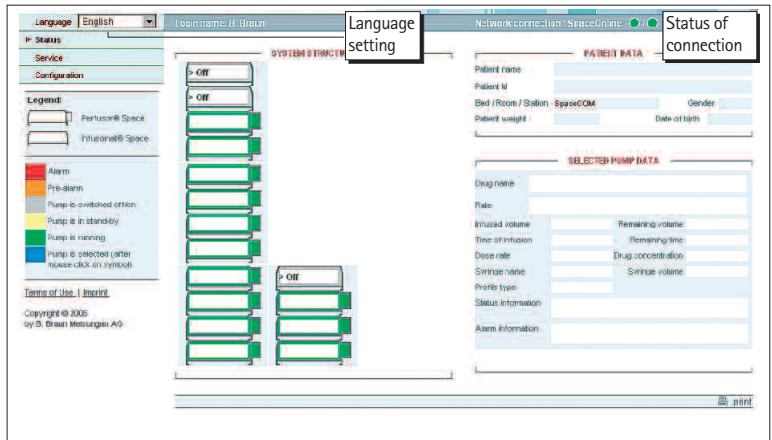 Language English
Login name: B. Braun
Language setting
Network connection: SpaceOnline
Status of connection
Status
Service
Configuration
Legend:
Perfusor® Space
Infusomat® Space
Alarm
Pre-alarm
Pump is switched off/on
Pump is in stand-by
Pump is running
Pump is selected (after
mouse click on symbol)
Terms of Use | Imprint
Copyright © 2005
by B. Braun Melsungen AG
> Off
> Off
> Off
PATIENT DATA
Patient name
Patient Id
Bed / Room / Station SpaceCOM Gender
Patient weight Date of birth
SELECTED PUMP DATA
Drug name
Rate
Infused volume Remaining volume
Time of infusion Remaining time
Dose rate Drug concentration
Syringe name Syringe volume
Profile type
Status information
Alarm information
print